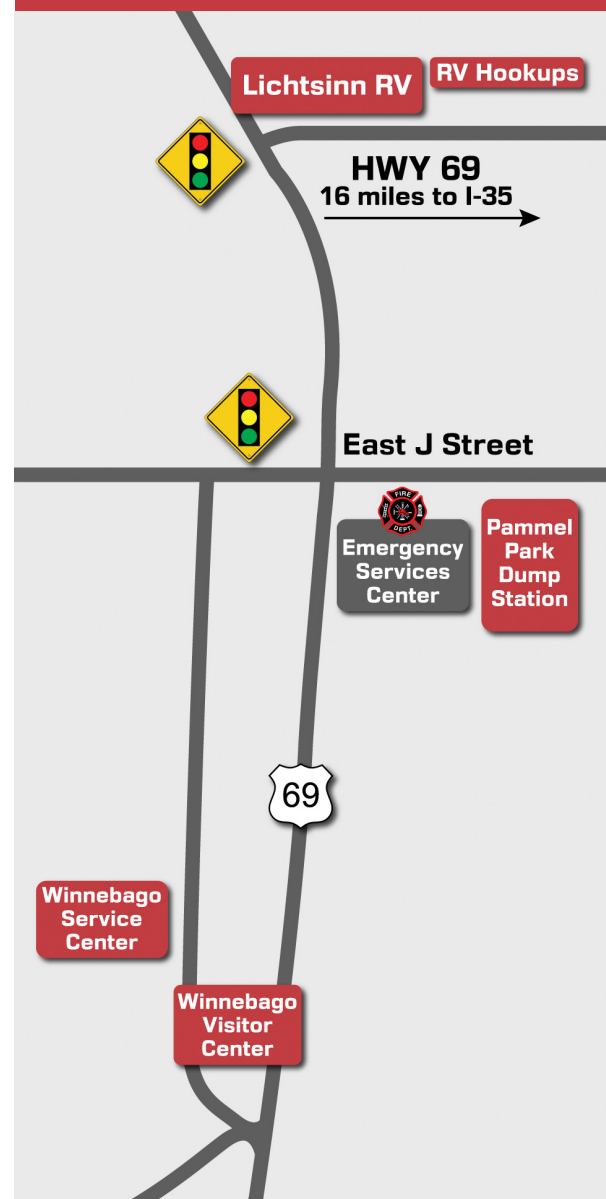 Lichtsinn RV
RV Hookups
HWY 69
16 miles to I-35
East J Street
FIRE
DEPT.
Emergency
Services
Center
Pammel
Park
Dump
Station
69
Winnebago
Service
Center
Winnebago
Visitor
Center